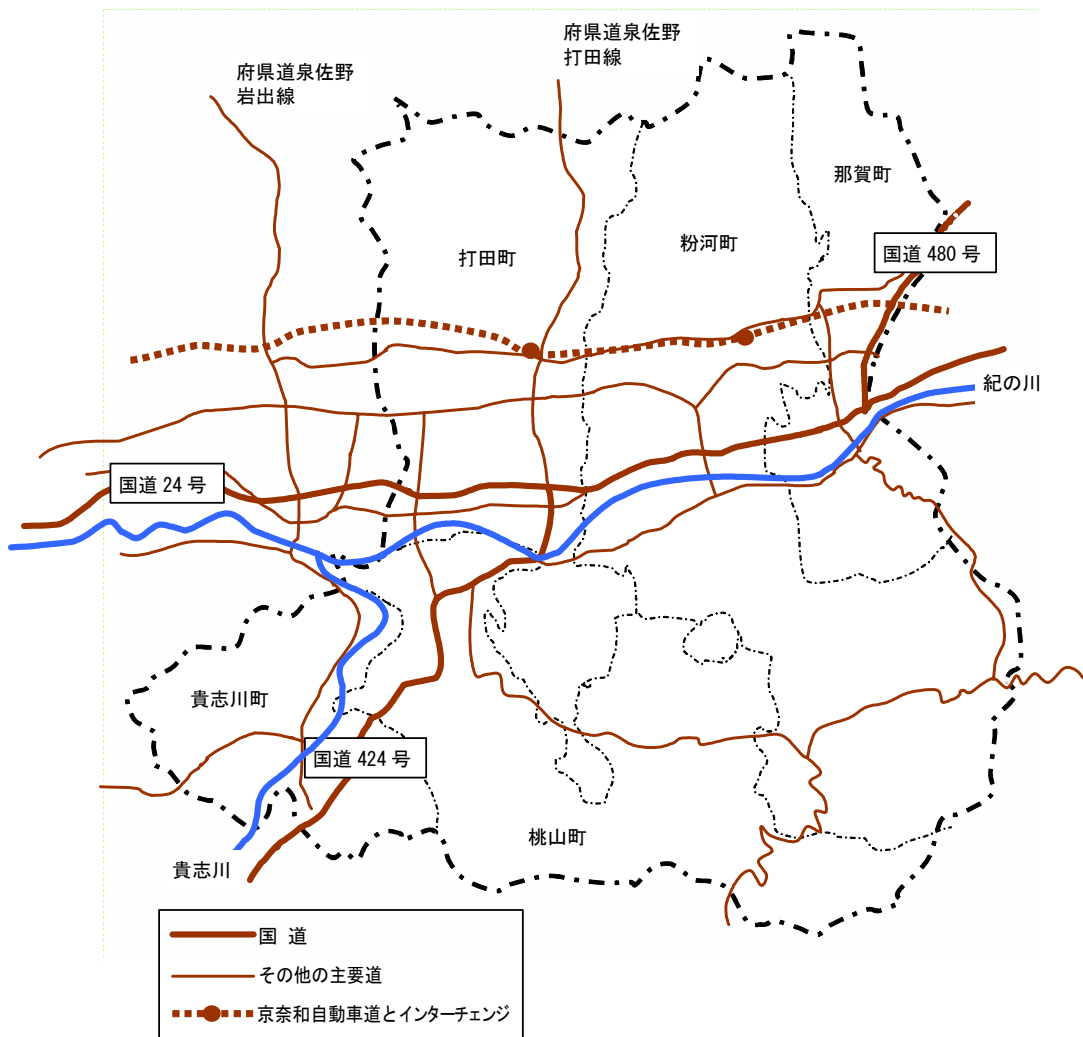 府県道泉佐野
岩出線
府県道泉佐野
打田線
那賀町
粉河町
打田町
国道 480 号
紀の川
国道 24 号
貴志川町
国道 424 号
桃山町
貴志川
国 道
その他の主要道
京奈和自動車道とインターチェンジ